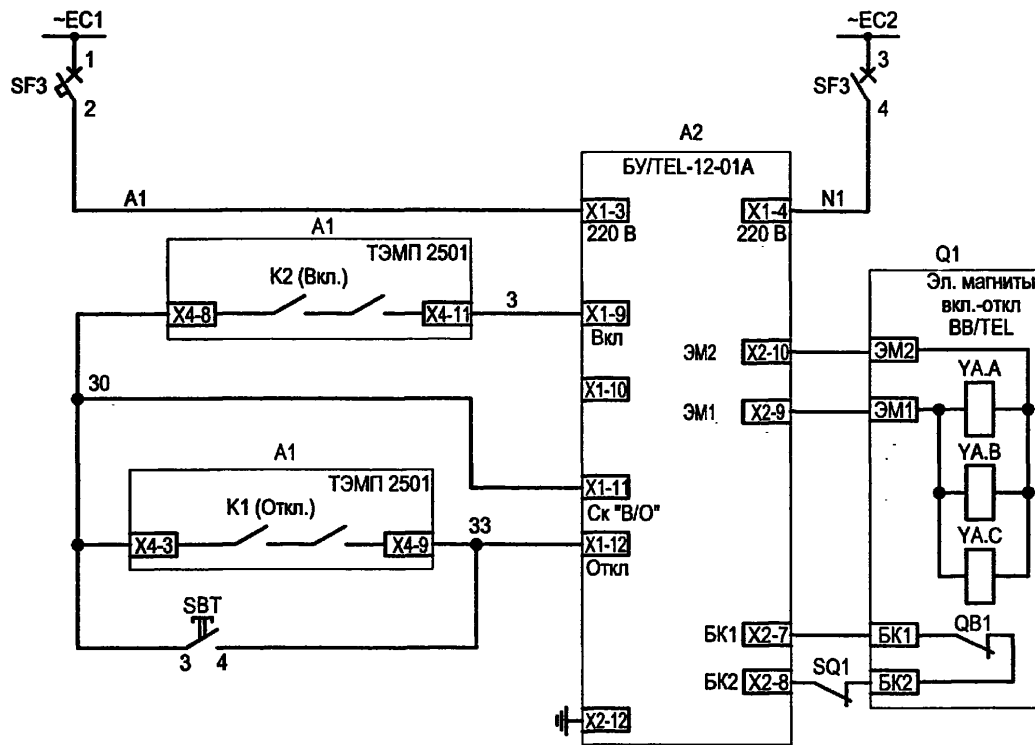 ~EC1
~EC2
1
SF3
2
3
SF3
4
A2
БУ/TEL-12-01А
A1
X1-3
220 В
X1-4
220 В
N1
A1
ТЭМП 2501
К2 (Вкл.)
X4-8
X4-11
3
X1-9
Вкл
Q1
Эл. магниты
вкл.-откл
BB/TEL
ЭМ2
X2-10
ЭМ2
30
X1-10
YA.A
ЭМ1
X2-9
ЭМ1
A1
ТЭМП 2501
К1 (Откл.)
X4-3
X4-9
33
X1-11
Ск "В/О"
X1-12
Откл
YA.B
YA.C
SBT
3
4
БК1
X2-7
БК1
QB1
БК2
X2-8
SQ1
БК2
X2-12